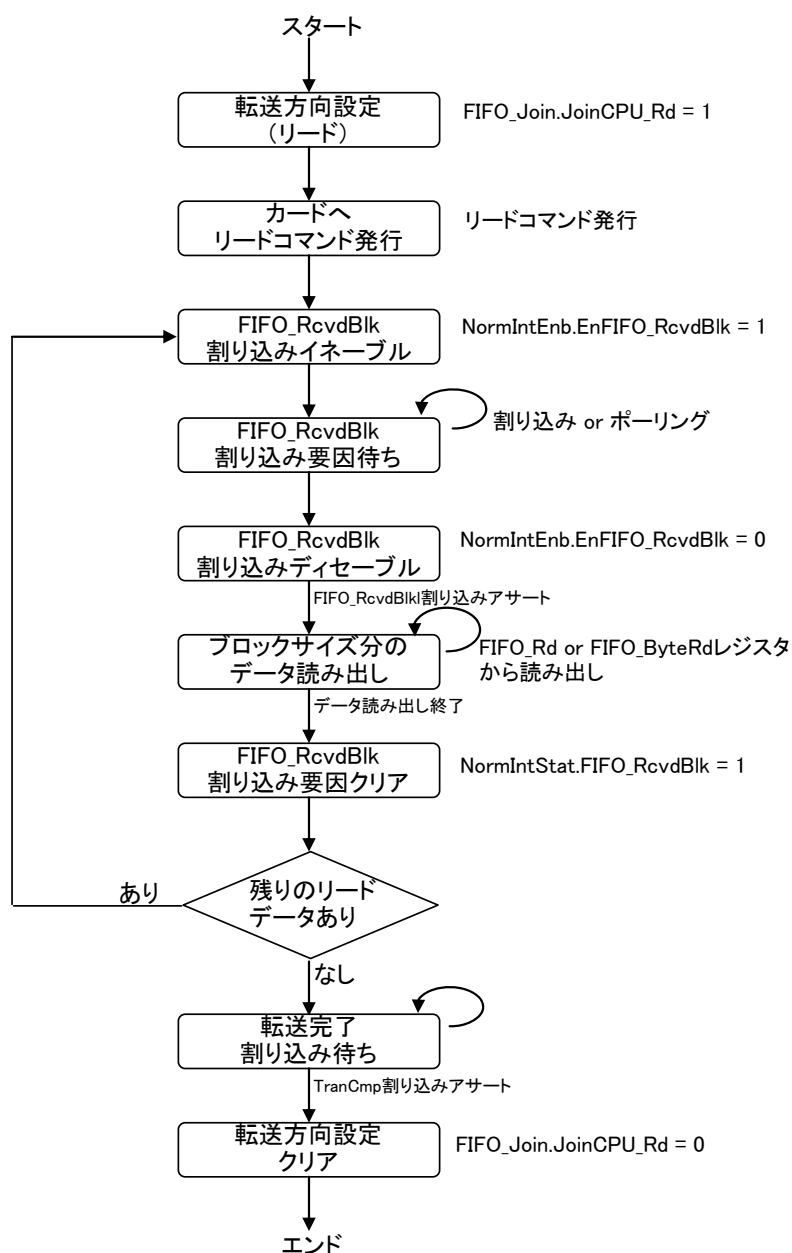 スタート
転送方向設定
(リード)
FIFO_Join.JoinCPU_Rd = 1
カードへ
リードコマンド発行
リードコマンド発行
FIFO_RcvdBlk
割り込みイネーブル
NormIntEnb.EnFIFO_RcvdBlk = 1
FIFO_RcvdBlk
割り込み要因待ち
割り込み or ポーリング
FIFO_RcvdBlk
割り込みディセーブル
NormIntEnb.EnFIFO_RcvdBlk = 0
FIFO_RcvdBlkl割り込みアサート
ブロックサイズ分の
データ読み出し
FIFO_Rd or FIFO_ByteRdレジスタ
から読み出し
データ読み出し終了
FIFO_RcvdBlk
割り込み要因クリア
NormIntStat.FIFO_RcvdBlk = 1
あり
残りのリード
データあり
なし
転送完了
割り込み待ち
TranCmp割り込みアサート
転送方向設定
クリア
FIFO_Join.JoinCPU_Rd = 0
エンド